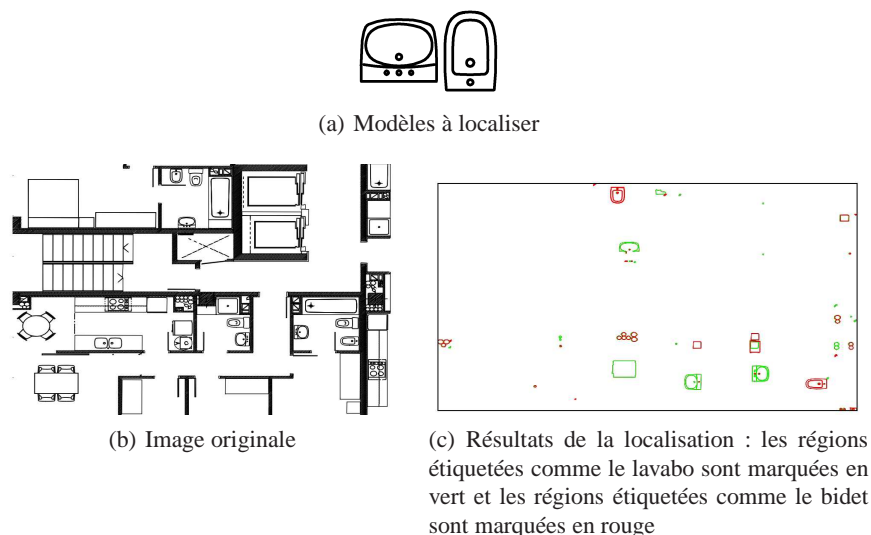 (a) Modèles à localiser
(b) Image originale
(c) Résultats de la localisation : les régions
étiquetées comme le lavabo sont marquées en
vert et les régions étiquetées comme le bidet
sont marquées en rouge